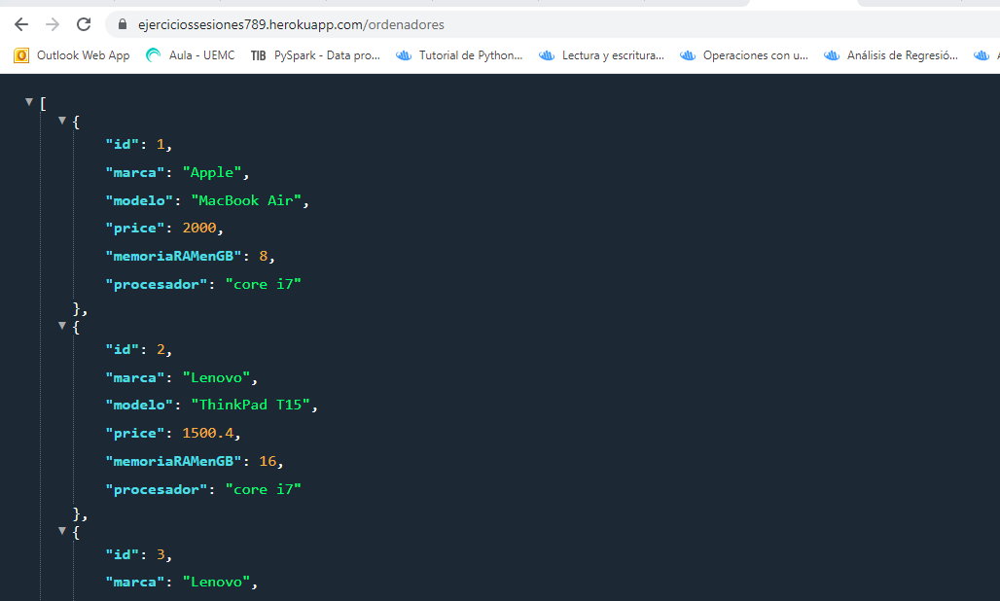 ejerciciossesiones789.herokuapp.com/ordenadores
Outlook Web App Aula - UEMC TIB PySpark - Data pro... Tutorial de Python... Lectura y escritura... Operaciones con u... Análisis de Regresió... A
[
{
"id": 1,
"marca": "Apple",
"modelo": "MacBook Air",
"price": 2000,
"memoriaRAMenGB": 8,
"procesador": "core i7"
},
{
"id": 2,
"marca": "Lenovo",
"modelo": "ThinkPad T15",
"price": 1500.4,
"memoriaRAMenGB": 16,
"procesador": "core i7"
},
{
"id": 3,
"marca": "Lenovo",